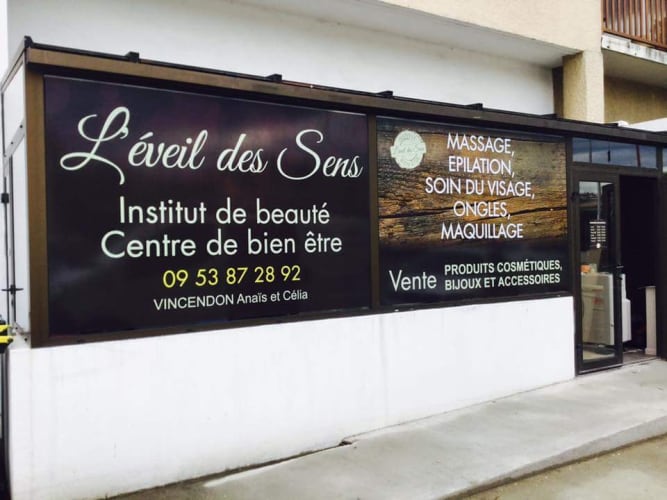 L'éveil des Sens
Institut de beauté
Centre de bien être
09 53 87 28 92
VINCENDON Anaïs et Célia
MASSAGE,
EPILATION,
SOIN DU VISAGE,
ONGLES,
MAQUILLAGE
Vente PRODUITS COSMÉTIQUES,
BIJOUX ET ACCESSOIRES